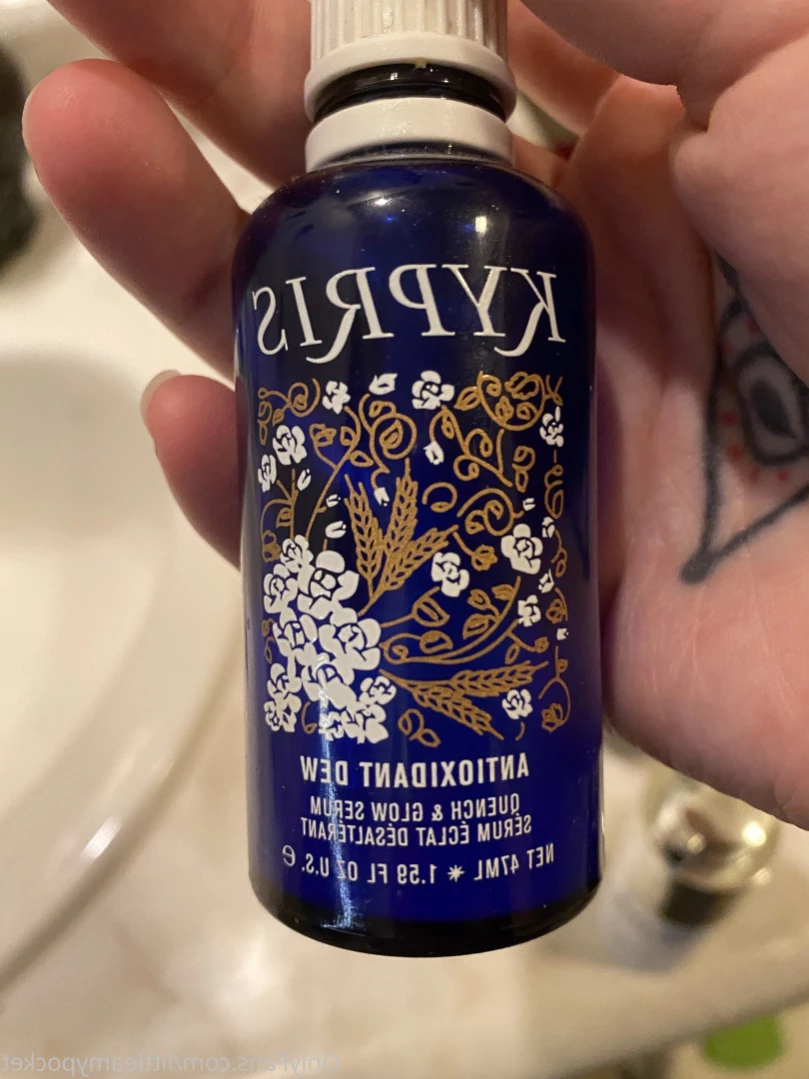 KYPRIS
ANTIOXIDANT DEW
QUENCH & GLOW SERUM
SÉRUM ÉCLAT DÉSALTÉRANT
NET 47ML ✷ 1.59 FL OZ U.S. e
OnlyFans.com/littleamypocket